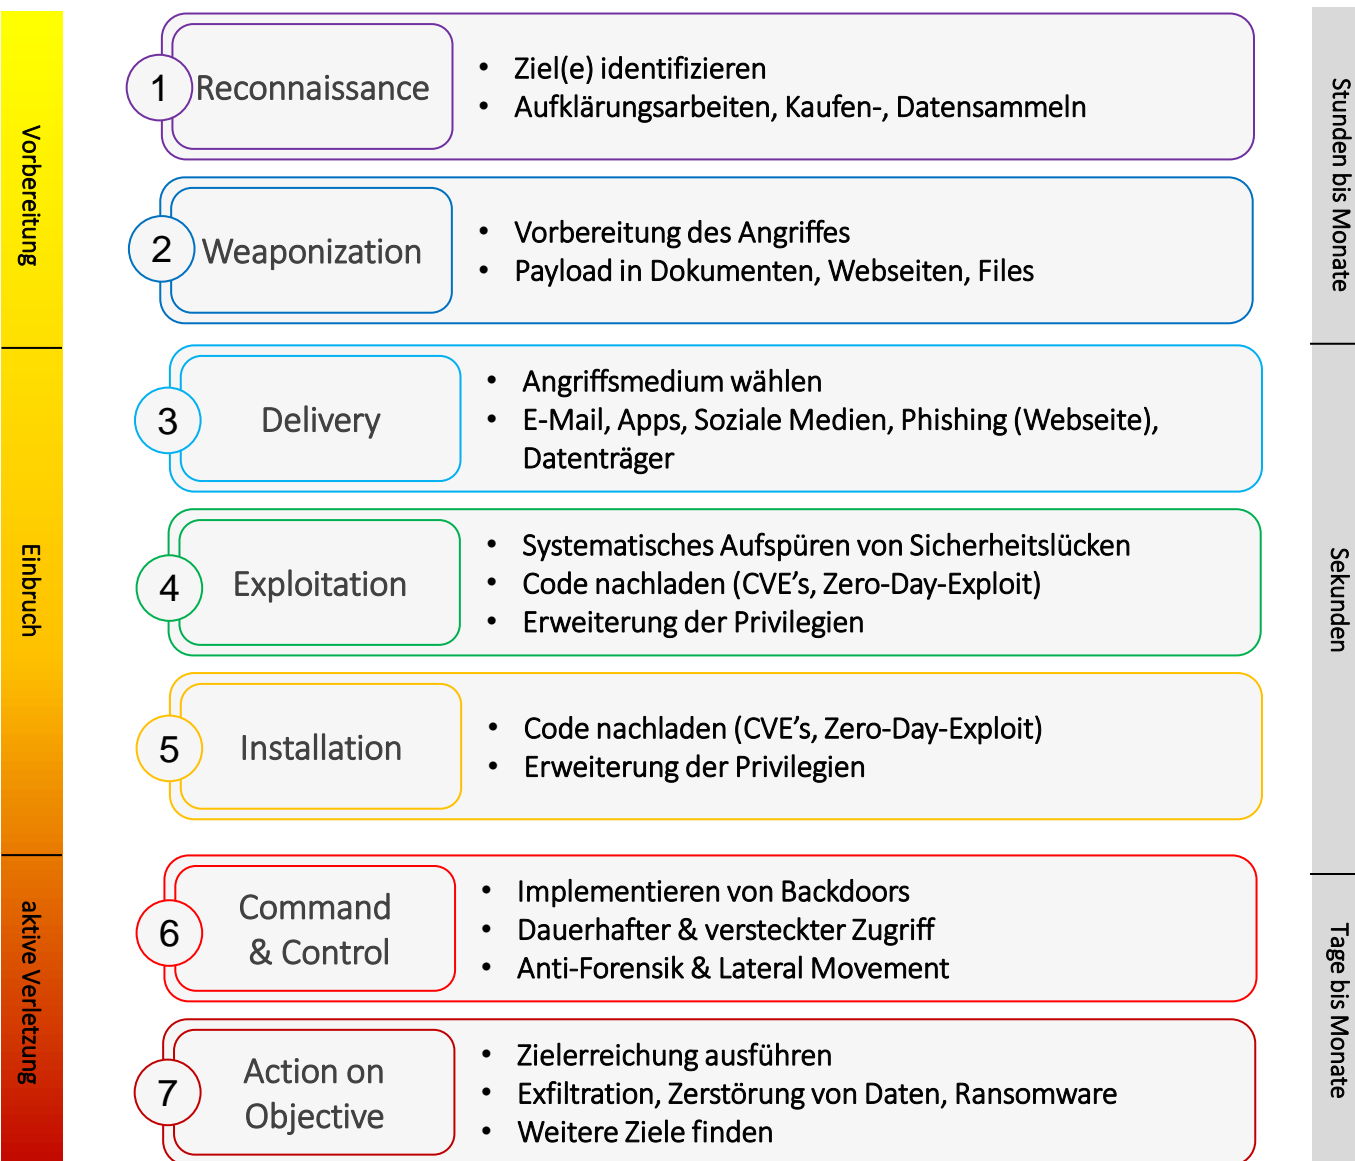 Vorbereitung
Einbruch
aktive Verletzung
1
Reconnaissance
• Ziel(e) identifizieren
• Aufklärungsarbeiten, Kaufen-, Datensammeln
2
Weaponization
• Vorbereitung des Angriffes
• Payload in Dokumenten, Webseiten, Files
3
Delivery
• Angriffsmedium wählen
• E-Mail, Apps, Soziale Medien, Phishing (Webseite),
Datenträger
4
Exploitation
• Systematisches Aufspüren von Sicherheitslücken
• Code nachladen (CVE’s, Zero-Day-Exploit)
• Erweiterung der Privilegien
5
Installation
• Code nachladen (CVE’s, Zero-Day-Exploit)
• Erweiterung der Privilegien
6
Command
& Control
• Implementieren von Backdoors
• Dauerhafter & versteckter Zugriff
• Anti-Forensik & Lateral Movement
7
Action on
Objective
• Zielerreichung ausführen
• Exfiltration, Zerstörung von Daten, Ransomware
• Weitere Ziele finden
Stunden bis Monate
Sekunden
Tage bis Monate